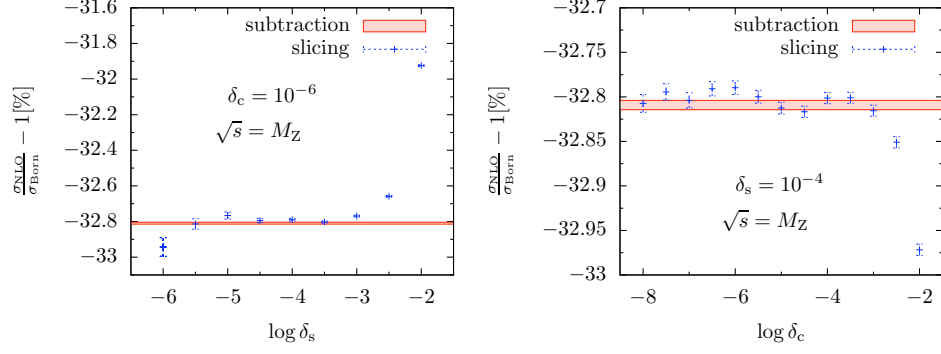 −31.6
−31.8
−32
−32.2
−32.4
−32.6
−32.8
−33
−6 −5 −4 −3 −2
log δs
σNLO/σBorn − 1[%]
subtraction
slicing
δc = 10^−6
√s = MZ
−32.7
−32.75
−32.8
−32.85
−32.9
−32.95
−33
−8 −6 −4 −2
log δc
σNLO/σBorn − 1[%]
subtraction
slicing
δs = 10^−4
√s = MZ